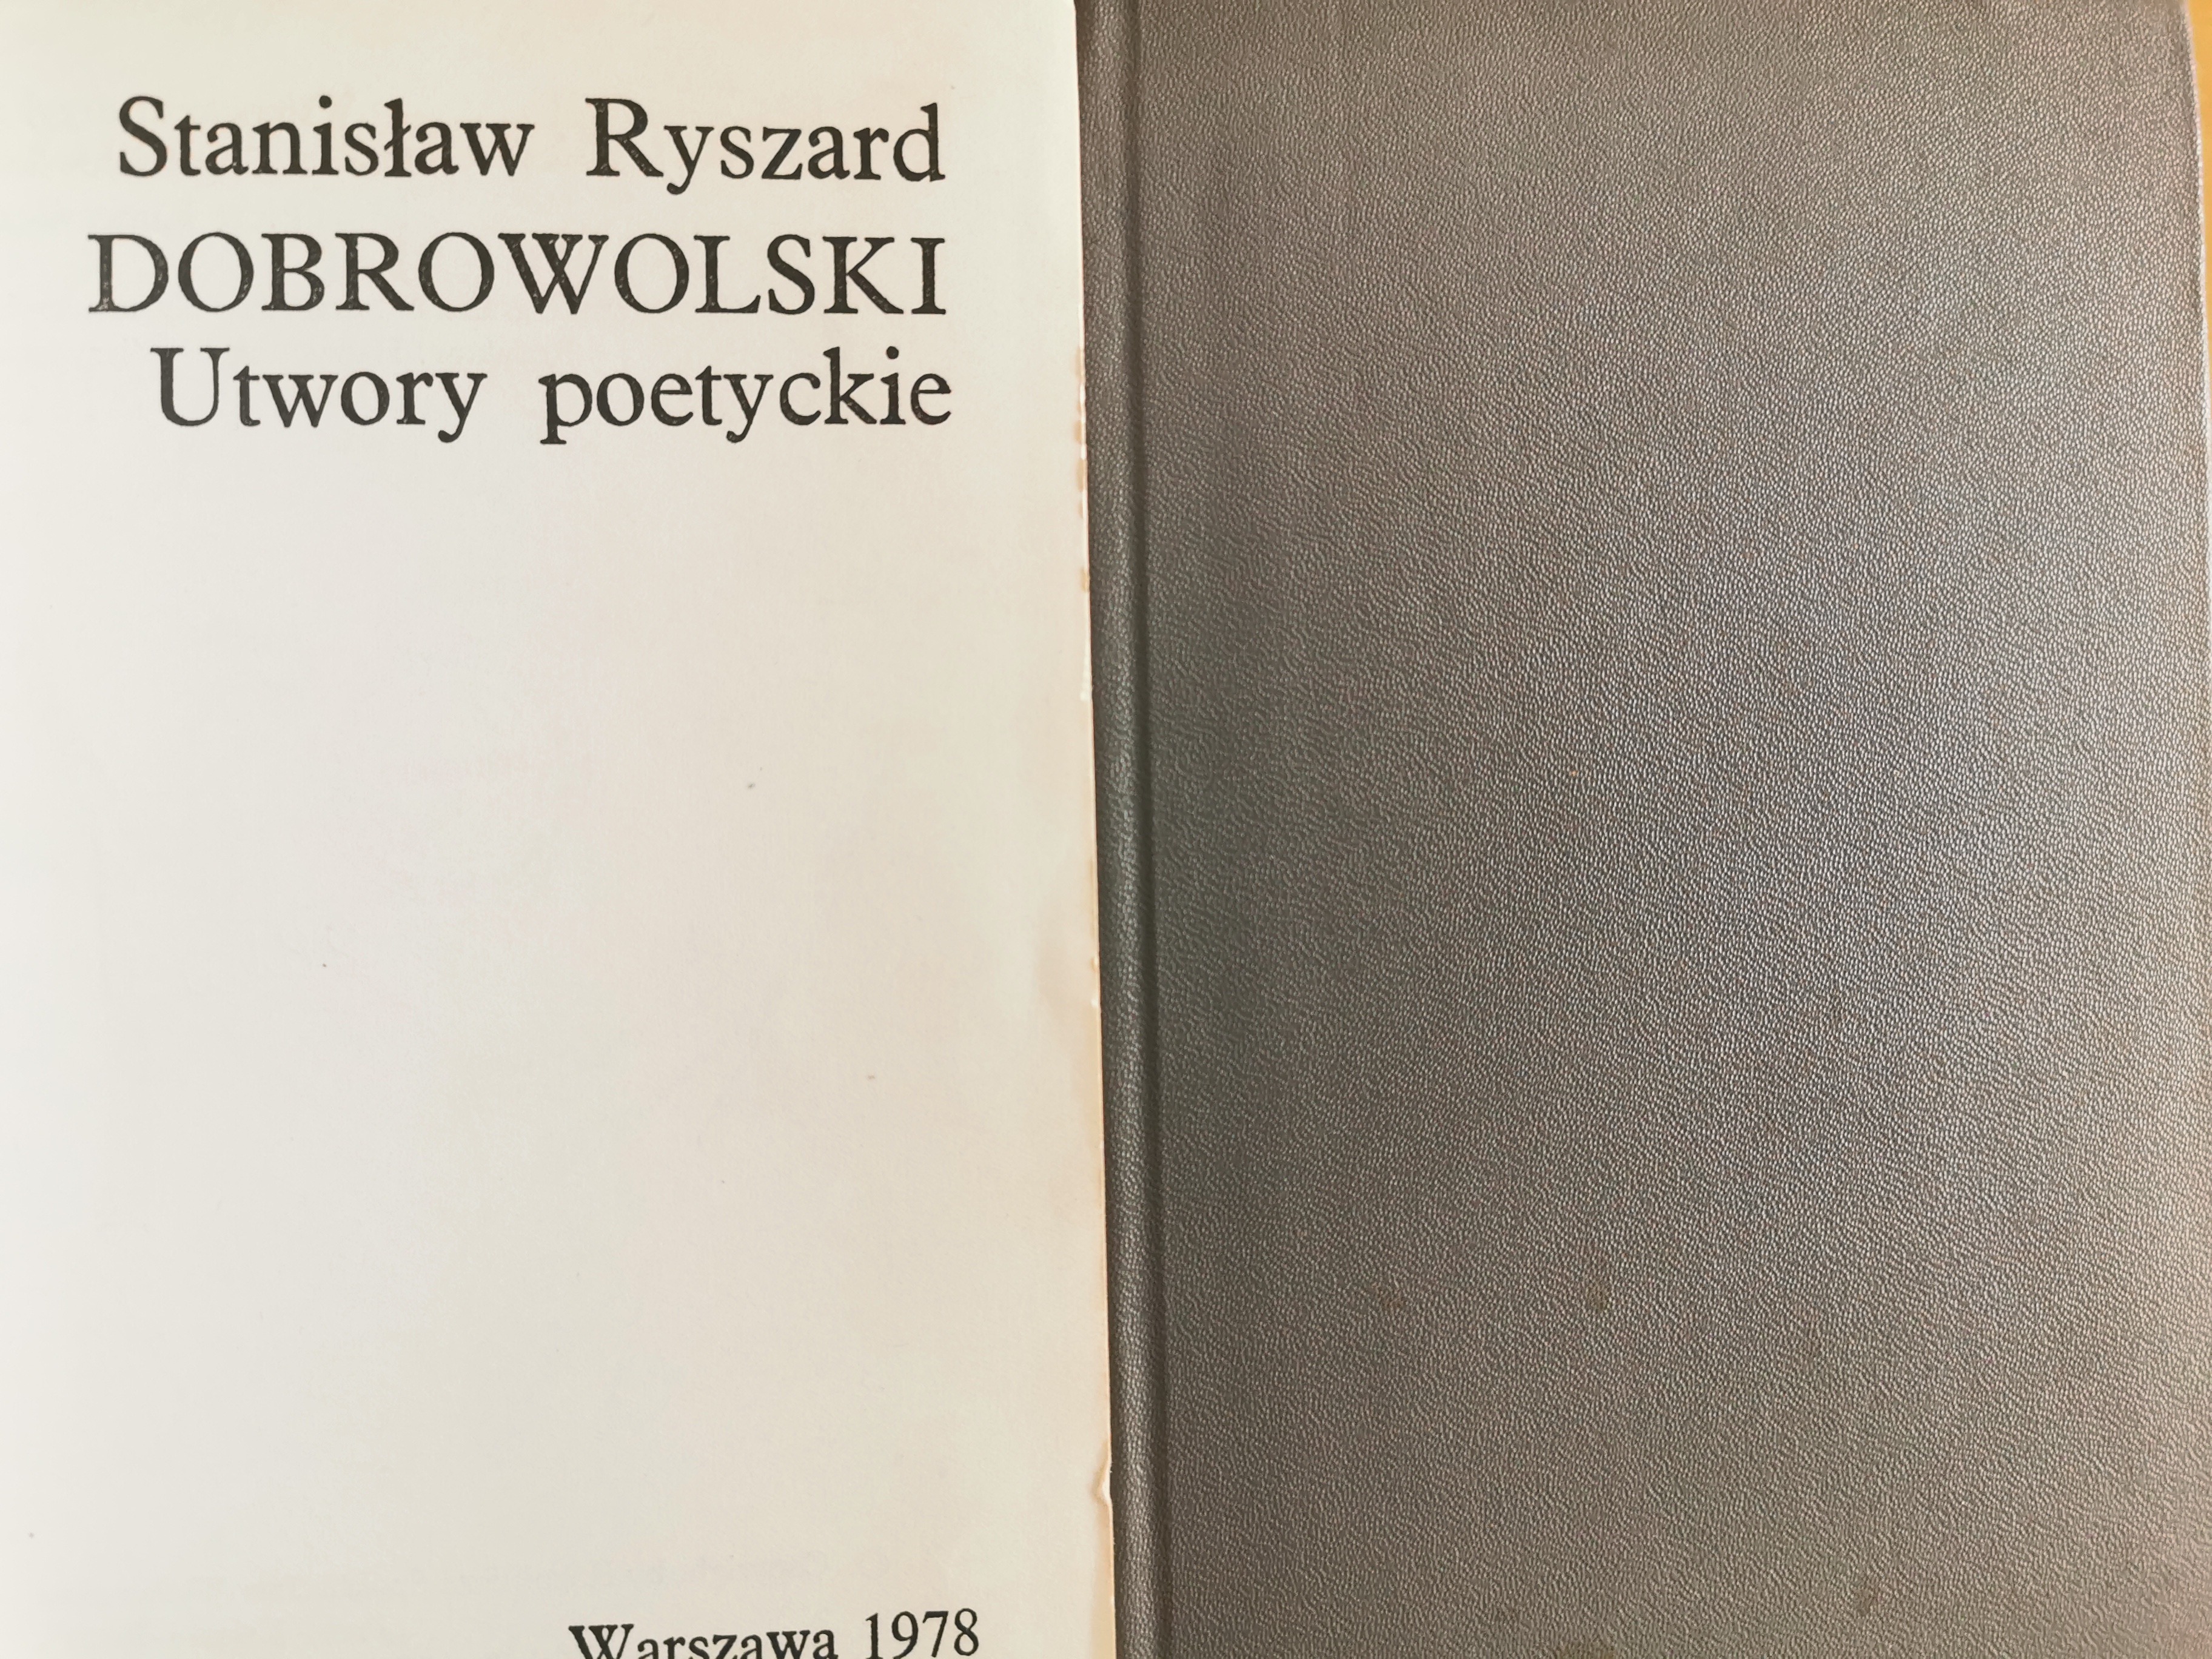 Stanisław Ryszard
DOBROWOLSKI
Utwory poetyckie
Warszawa 1978